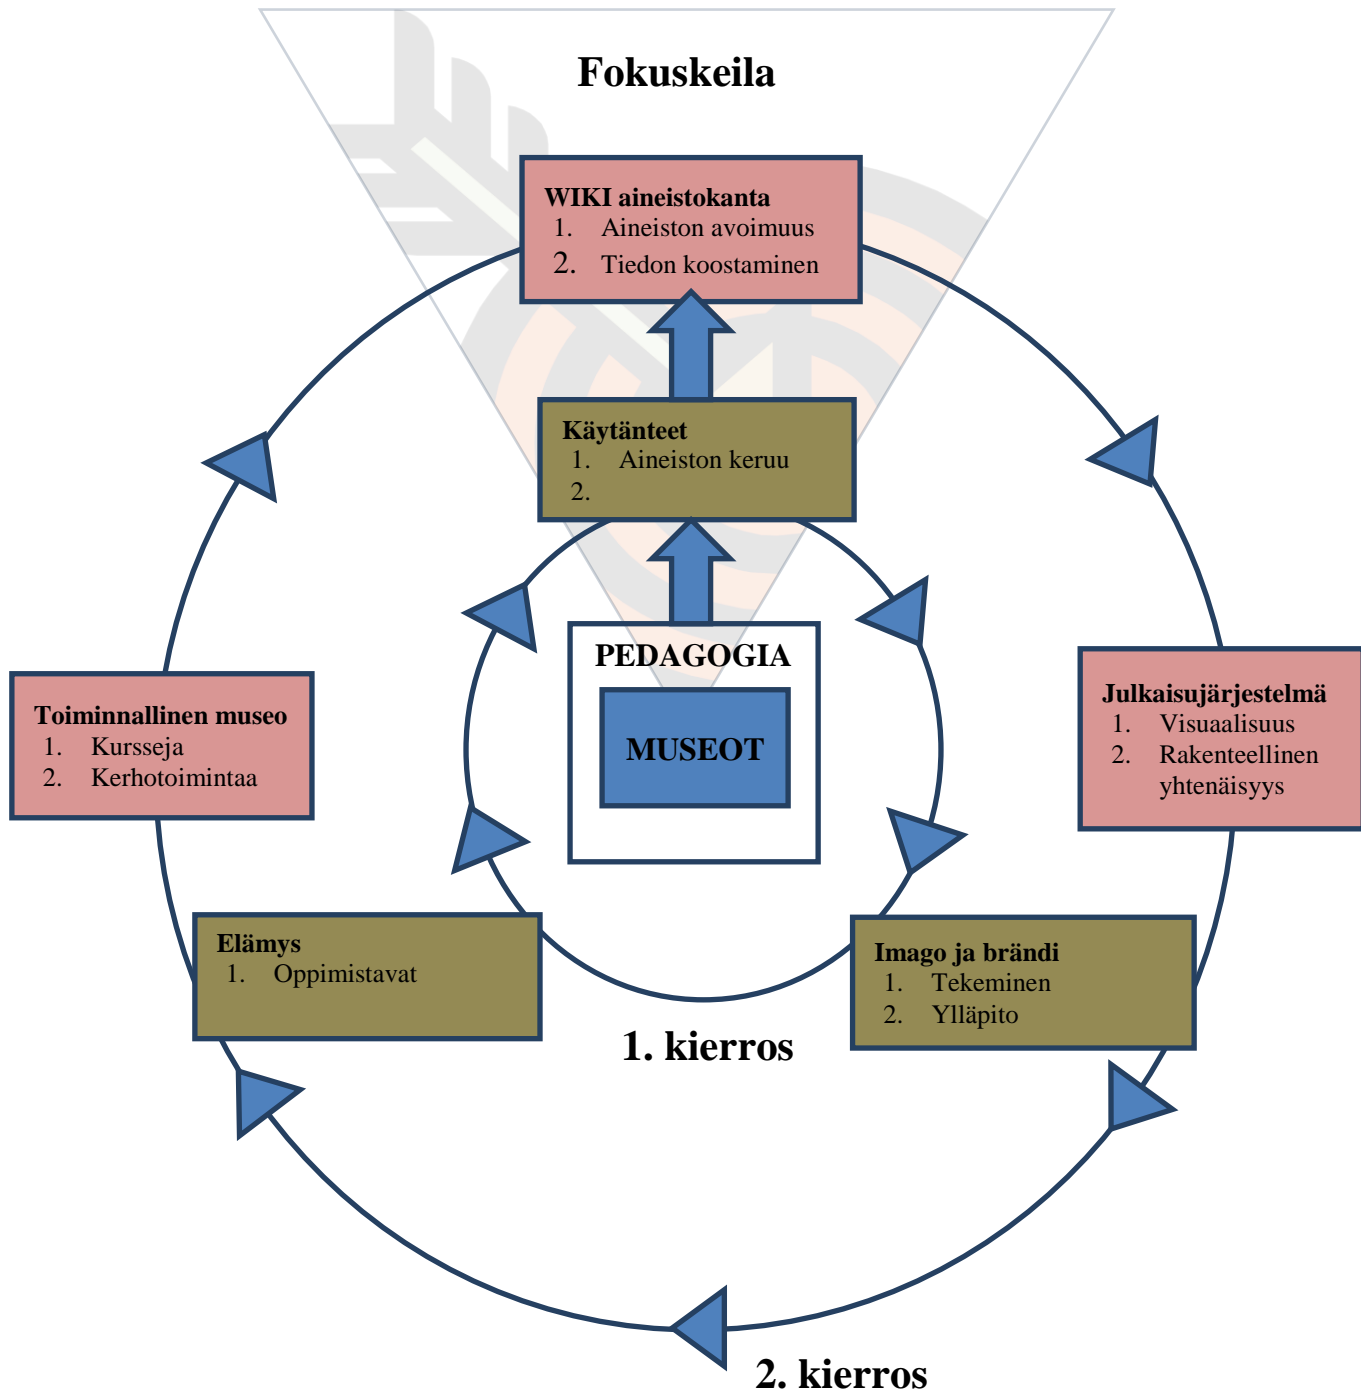 Fokuskeila
WIKI aineistokanta
1. Aineiston avoimuus
2. Tiedon koostaminen
Käytänteet
1. Aineiston keruu
2.
PEDAGOGIA
MUSEOT
Toiminnallinen museo
1. Kursseja
2. Kerhotoimintaa
Julkaisujärjestelmä
1. Visuaalisuus
2. Rakenteellinen
yhtenäisyys
Elämys
1. Oppimistavat
Imago ja brändi
1. Tekeminen
2. Ylläpito
1. kierros
2. kierros